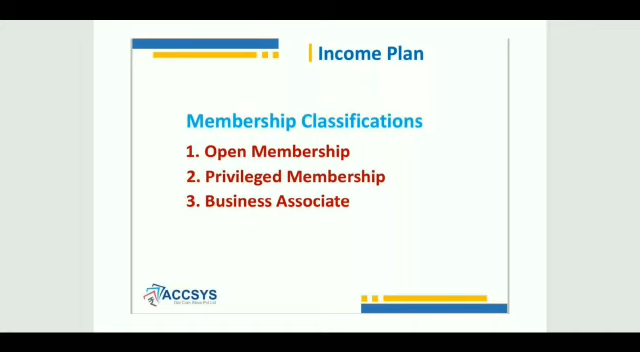 Income Plan
Membership Classifications
1. Open Membership
2. Privileged Membership
3. Business Associate
ACCSYS